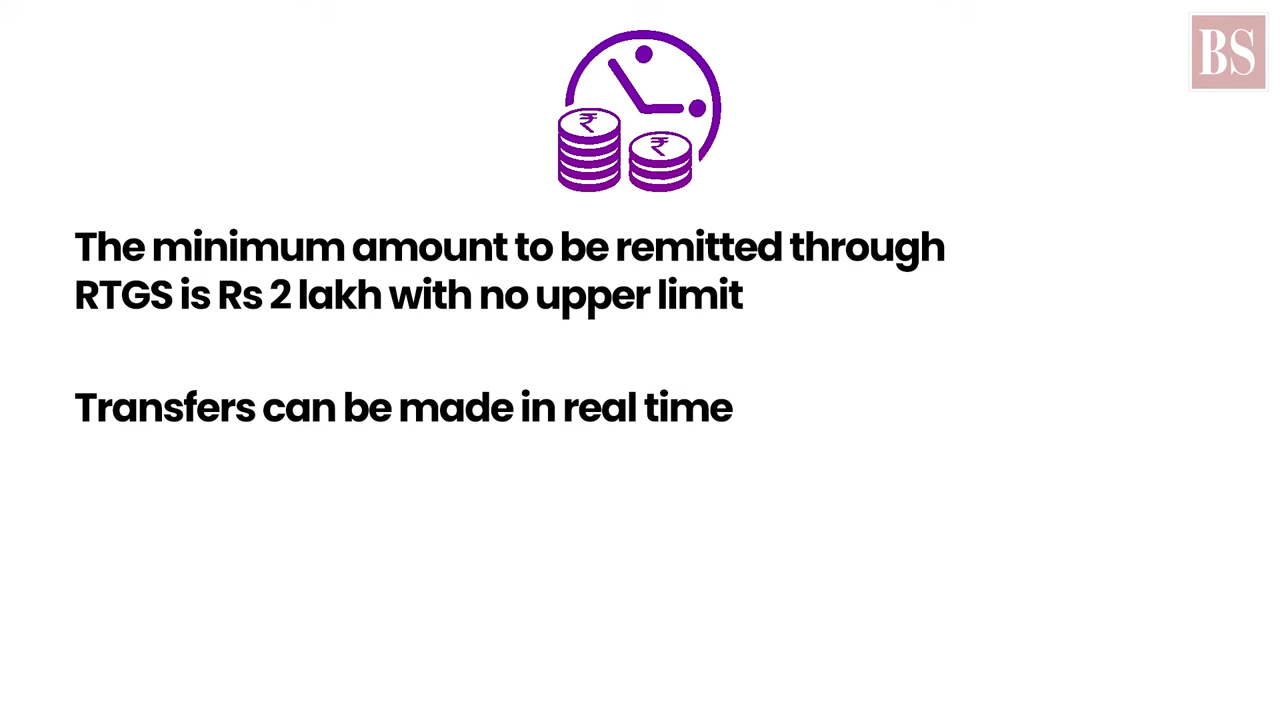 BS
₹
₹
The minimum amount to be remitted through
RTGS is Rs 2 lakh with no upper limit
Transfers can be made in real time